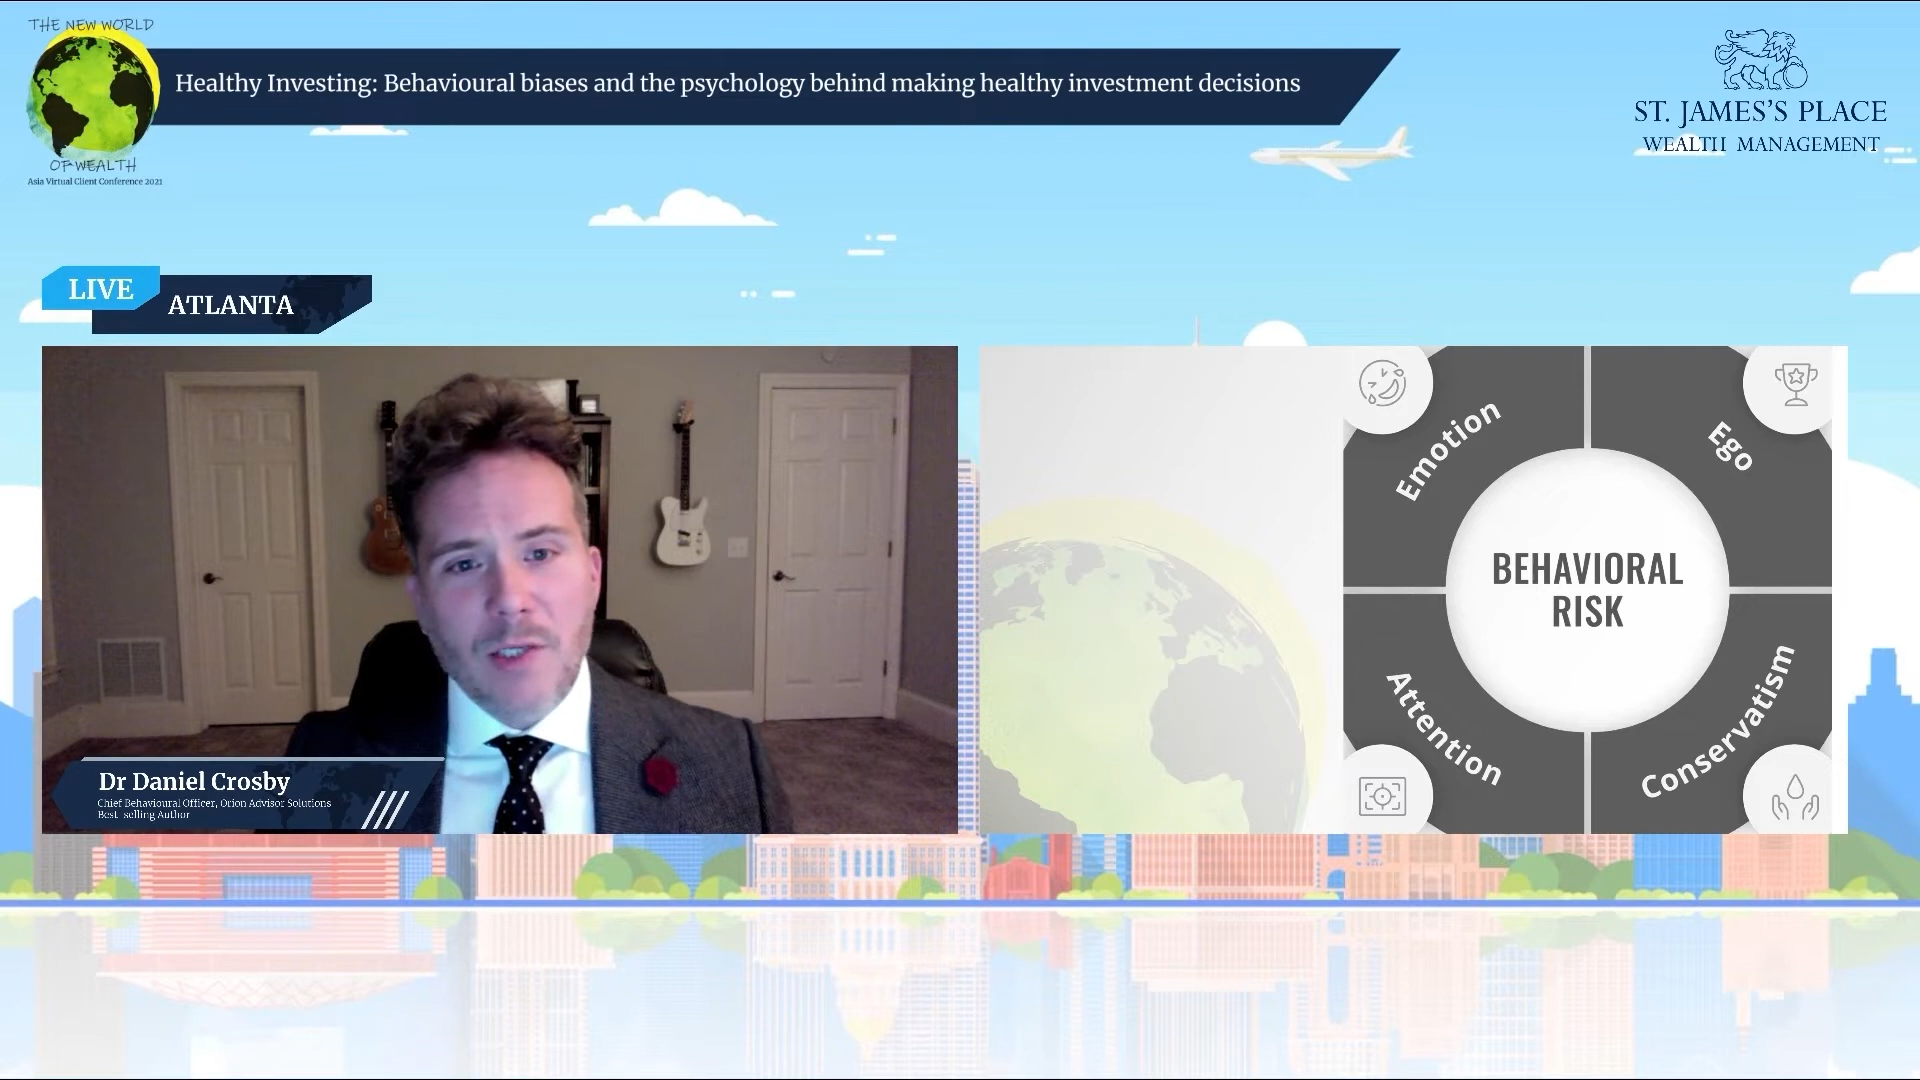 THE NEW WORLD
OF WEALTH
Asia Virtual Client Conference 2021
Healthy Investing: Behavioural biases and the psychology behind making healthy investment decisions
ST. JAMES'S PLACE
WEALTH MANAGEMENT
LIVE
ATLANTA
Dr Daniel Crosby
Chief Behavioural Officer, Orion Advisor Solutions
Best-selling Author
Emotion
Ego
BEHAVIORAL
RISK
Attention
Conservatism